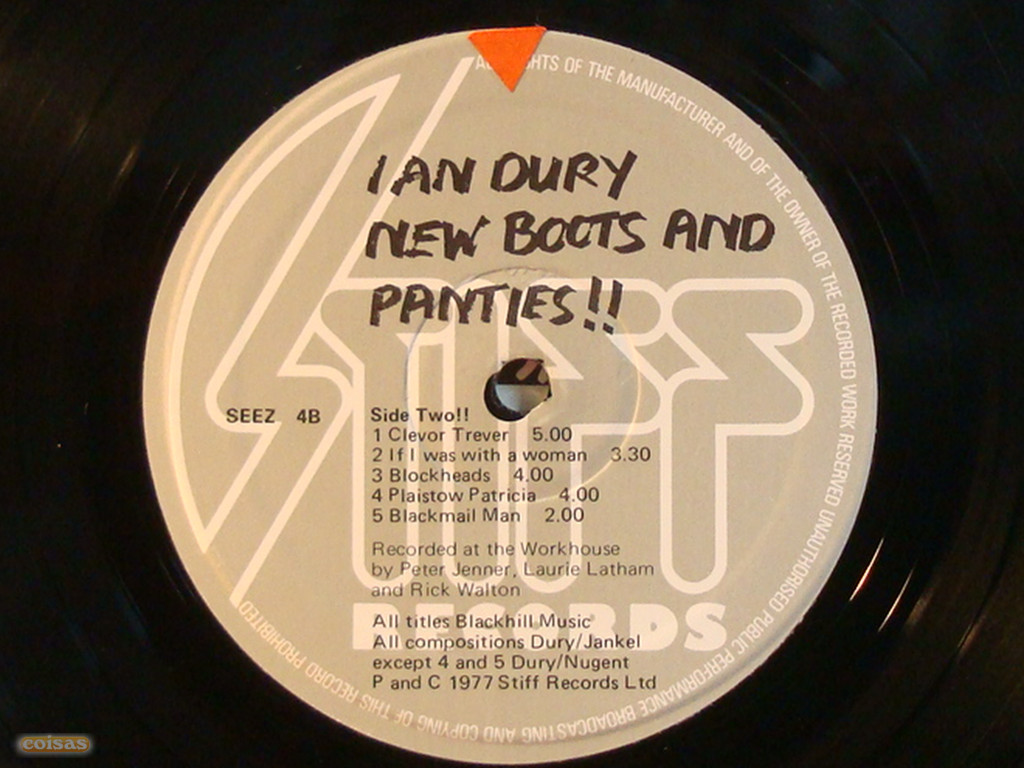 IAN DURY
NEW BOOTS AND
PANTIES!!
STIFF
RECORDS
SEEZ 4B
Side Two!!
1 Clevor Trever 5.00
2 If I was with a woman 3.30
3 Blockheads 4.00
4 Plaistow Patricia 4.00
5 Blackmail Man 2.00
Recorded at the Workhouse
by Peter Jenner, Laurie Latham
and Rick Walton
All titles Blackhill Music
All compositions Dury/Jankel
except 4 and 5 Dury/Nugent
P and C 1977 Stiff Records Ltd
OF THE MANUFACTURER AND OF THE OWNER OF THE RECORDED WORK RESERVED UNAUTHORISED PUBLIC PERFORMANCE BROADCASTING AND COPYING OF THIS RECORD PROHIBITED
coisas